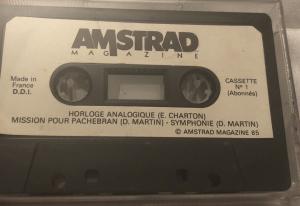 AMSTRAD
MAGAZINE
Made in
France
D.D.I.
CASSETTE
N° 1
(Abonnés)
HORLOGE ANALOGIQUE (E. CHARTON)
MISSION POUR PACHEBRAN (D. MARTIN) - SYMPHONIE (D. MARTIN)
© AMSTRAD MAGAZINE 85